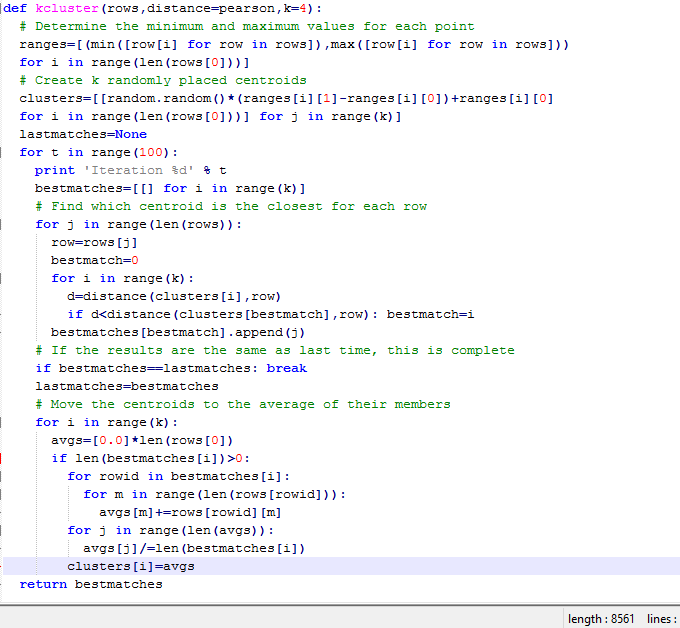 def kcluster(rows,distance=pearson,k=4):
  # Determine the minimum and maximum values for each point
  ranges=[(min([row[i] for row in rows]),max([row[i] for row in rows]))
  for i in range(len(rows[0]))]
  # Create k randomly placed centroids
  clusters=[[random.random()*(ranges[i][1]-ranges[i][0])+ranges[i][0]
  for i in range(len(rows[0]))] for j in range(k)]
  lastmatches=None
  for t in range(100):
    print 'Iteration %d' % t
    bestmatches=[[] for i in range(k)]
    # Find which centroid is the closest for each row
    for j in range(len(rows)):
      row=rows[j]
      bestmatch=0
      for i in range(k):
        d=distance(clusters[i],row)
        if d<distance(clusters[bestmatch],row): bestmatch=i
      bestmatches[bestmatch].append(j)
    # If the results are the same as last time, this is complete
    if bestmatches==lastmatches: break
    lastmatches=bestmatches
    # Move the centroids to the average of their members
    for i in range(k):
      avgs=[0.0]*len(rows[0])
      if len(bestmatches[i])>0:
        for rowid in bestmatches[i]:
          for m in range(len(rows[rowid])):
            avgs[m]+=rows[rowid][m]
        for j in range(len(avgs)):
          avgs[j]/=len(bestmatches[i])
        clusters[i]=avgs
  return bestmatches
length : 8561 lines :